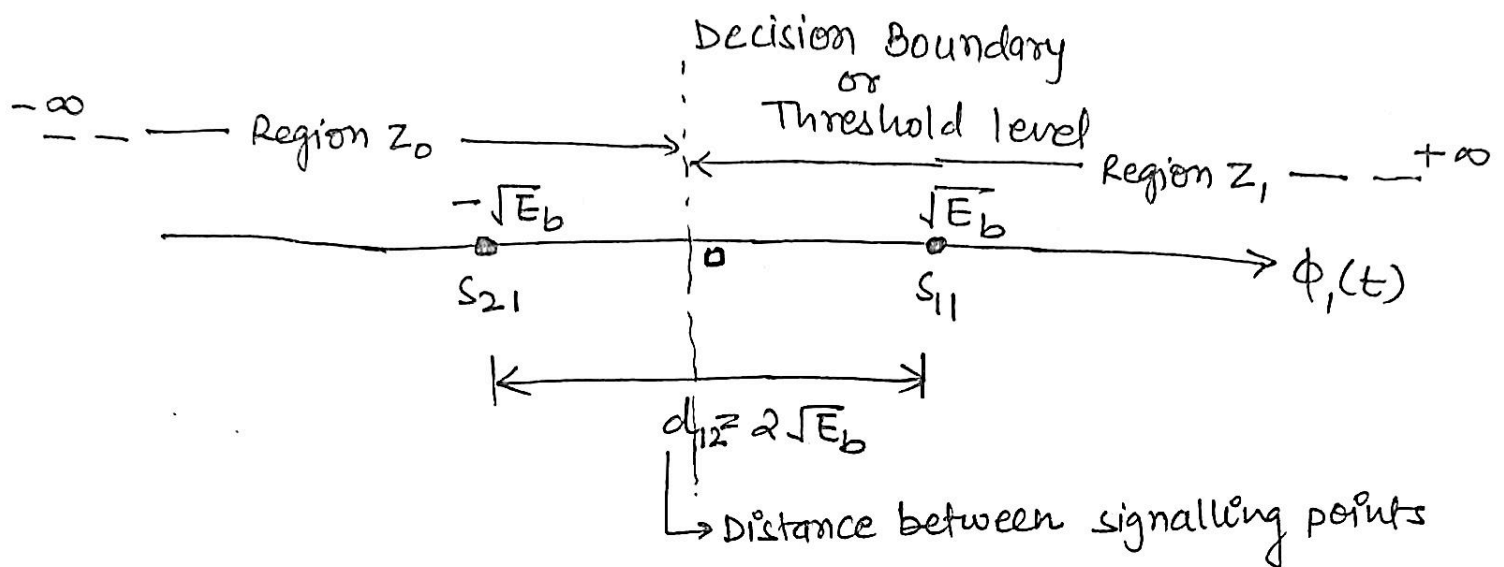 Decision Boundary
or
Threshold level
-∞
Region Z₀
Region Z₁
+∞
-√E_b
√E_b
0
S₂₁
S₁₁
ϕ₁(t)
d₁₂ = 2√E_b
Distance between signalling points